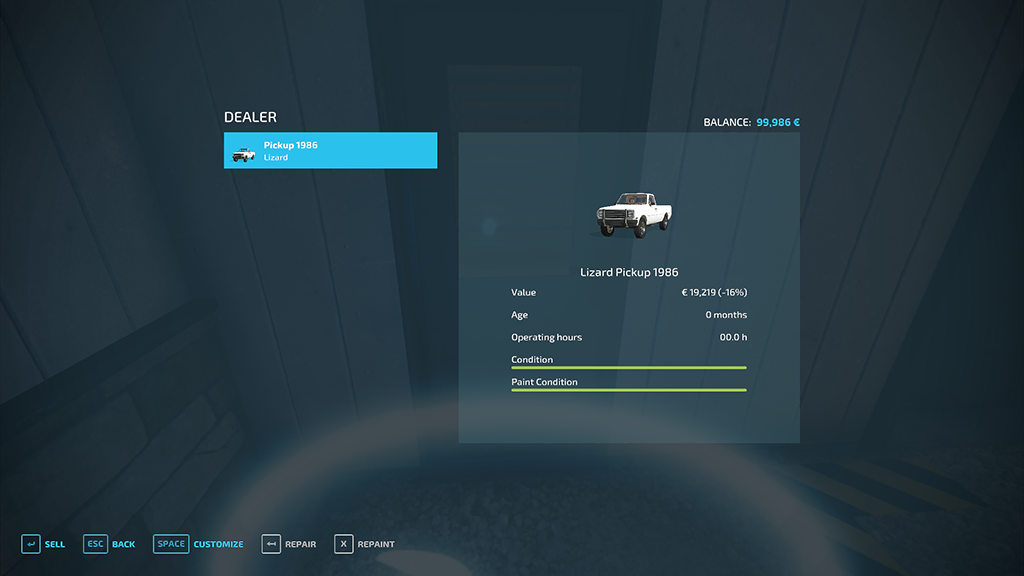 DEALER
BALANCE: 99,986 €
Pickup 1986
Lizard
Lizard Pickup 1986
Value € 19,219 (-16%)
Age 0 months
Operating hours 00.0 h
Condition
Paint Condition
SELL ESC BACK SPACE CUSTOMIZE REPAIR X REPAINT